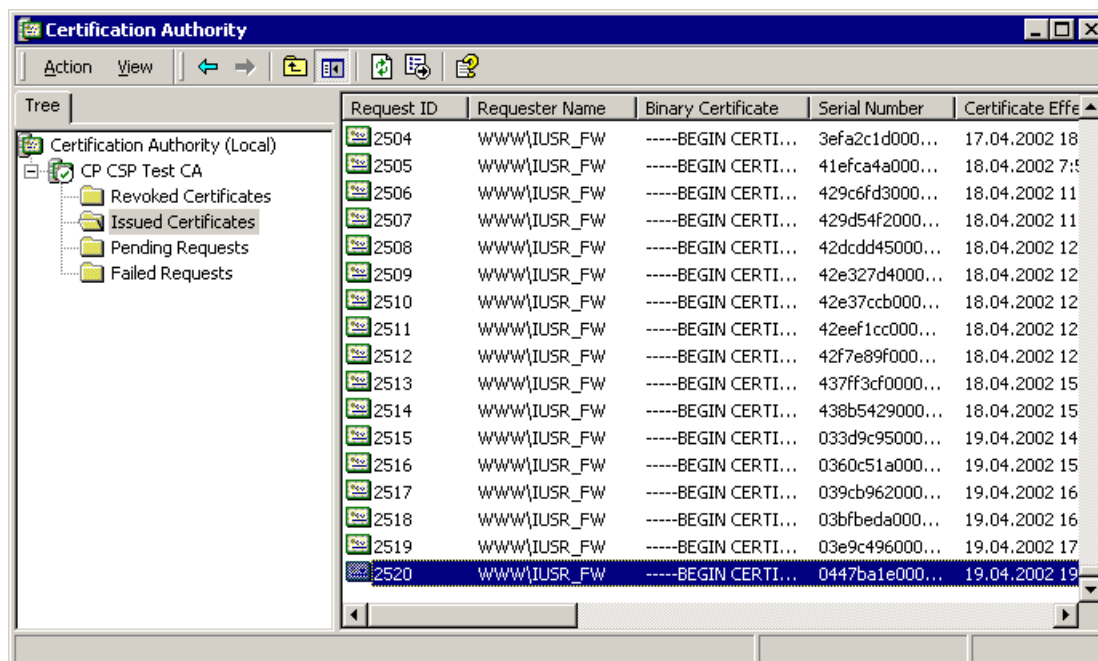 Certification Authority
Action View
Tree
Certification Authority (Local)
CP CSP Test CA
Revoked Certificates
Issued Certificates
Pending Requests
Failed Requests
Request ID Requester Name Binary Certificate Serial Number Certificate Effe
2504 WWW\IUSR_FW -----BEGIN CERTI... 3efa2c1d000... 17.04.2002 18
2505 WWW\IUSR_FW -----BEGIN CERTI... 41efca4a000... 18.04.2002 7:5
2506 WWW\IUSR_FW -----BEGIN CERTI... 429c6fd3000... 18.04.2002 11
2507 WWW\IUSR_FW -----BEGIN CERTI... 429d54f2000... 18.04.2002 11
2508 WWW\IUSR_FW -----BEGIN CERTI... 42dcdd45000... 18.04.2002 12
2509 WWW\IUSR_FW -----BEGIN CERTI... 42e327d4000... 18.04.2002 12
2510 WWW\IUSR_FW -----BEGIN CERTI... 42e37ccb000... 18.04.2002 12
2511 WWW\IUSR_FW -----BEGIN CERTI... 42eef1cc000... 18.04.2002 12
2512 WWW\IUSR_FW -----BEGIN CERTI... 42f7e89f000... 18.04.2002 12
2513 WWW\IUSR_FW -----BEGIN CERTI... 437ff3cf0000... 18.04.2002 15
2514 WWW\IUSR_FW -----BEGIN CERTI... 438b5429000... 18.04.2002 15
2515 WWW\IUSR_FW -----BEGIN CERTI... 033d9c95000... 19.04.2002 14
2516 WWW\IUSR_FW -----BEGIN CERTI... 0360c51a000... 19.04.2002 15
2517 WWW\IUSR_FW -----BEGIN CERTI... 039cb962000... 19.04.2002 16
2518 WWW\IUSR_FW -----BEGIN CERTI... 03bfbeda000... 19.04.2002 16
2519 WWW\IUSR_FW -----BEGIN CERTI... 03e9c496000... 19.04.2002 17
2520 WWW\IUSR_FW -----BEGIN CERTI... 0447ba1e000... 19.04.2002 19